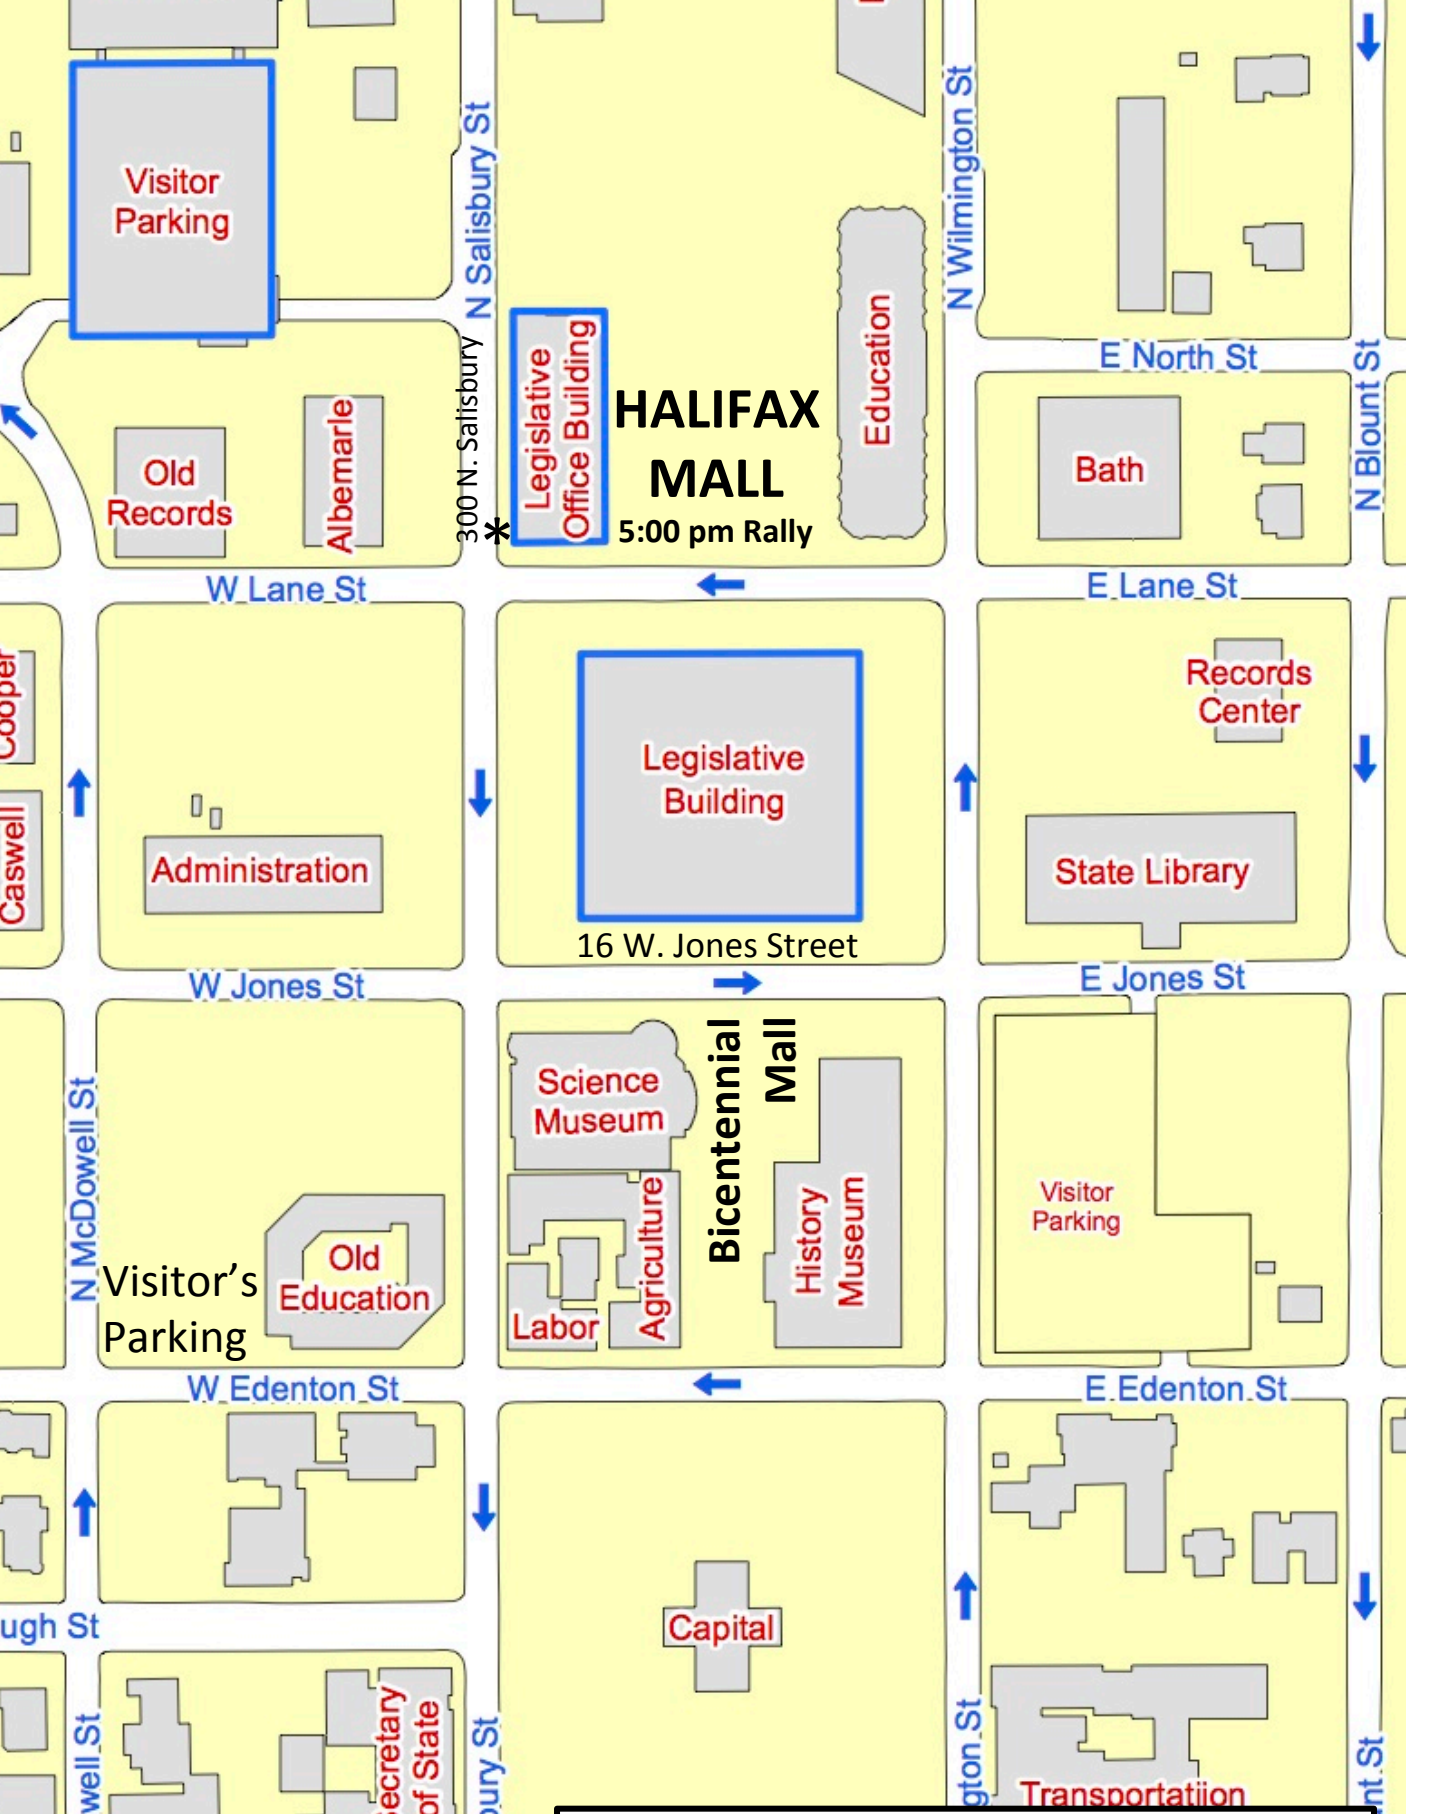 Visitor
Parking
N Salisbury St
N Wilmington St
300 N. Salisbury
*
Legislative
Office Building
HALIFAX
MALL
5:00 pm Rally
Education
E North St
N Blount St
Old
Records
Albemarle
Bath
W Lane St
E Lane St
Cooper
Caswell
Administration
Legislative
Building
16 W. Jones Street
Records
Center
State Library
W Jones St
E Jones St
N McDowell St
Science
Museum
Bicentennial
Mall
History
Museum
Agriculture
Labor
Visitor
Parking
Old
Education
Visitor’s
Parking
W Edenton St
E Edenton St
Capital
ugh St
well St
ecretary
of State
bury St
gton St
nt St
Transportatiion